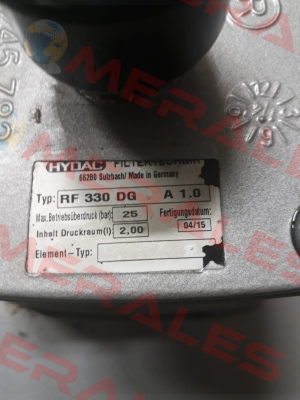 HYDAC FILTERTECHNIK
66280 Sulzbach/ Made in Germany
Typ: RF 330 DG A 1.0
Max. Betriebsüberdruck (bar): 25
Fertigungsdatum:
Inhalt Druckraum(l): 2,00
04/15
Element-Typ:
MERALES
MERALES
MERALES